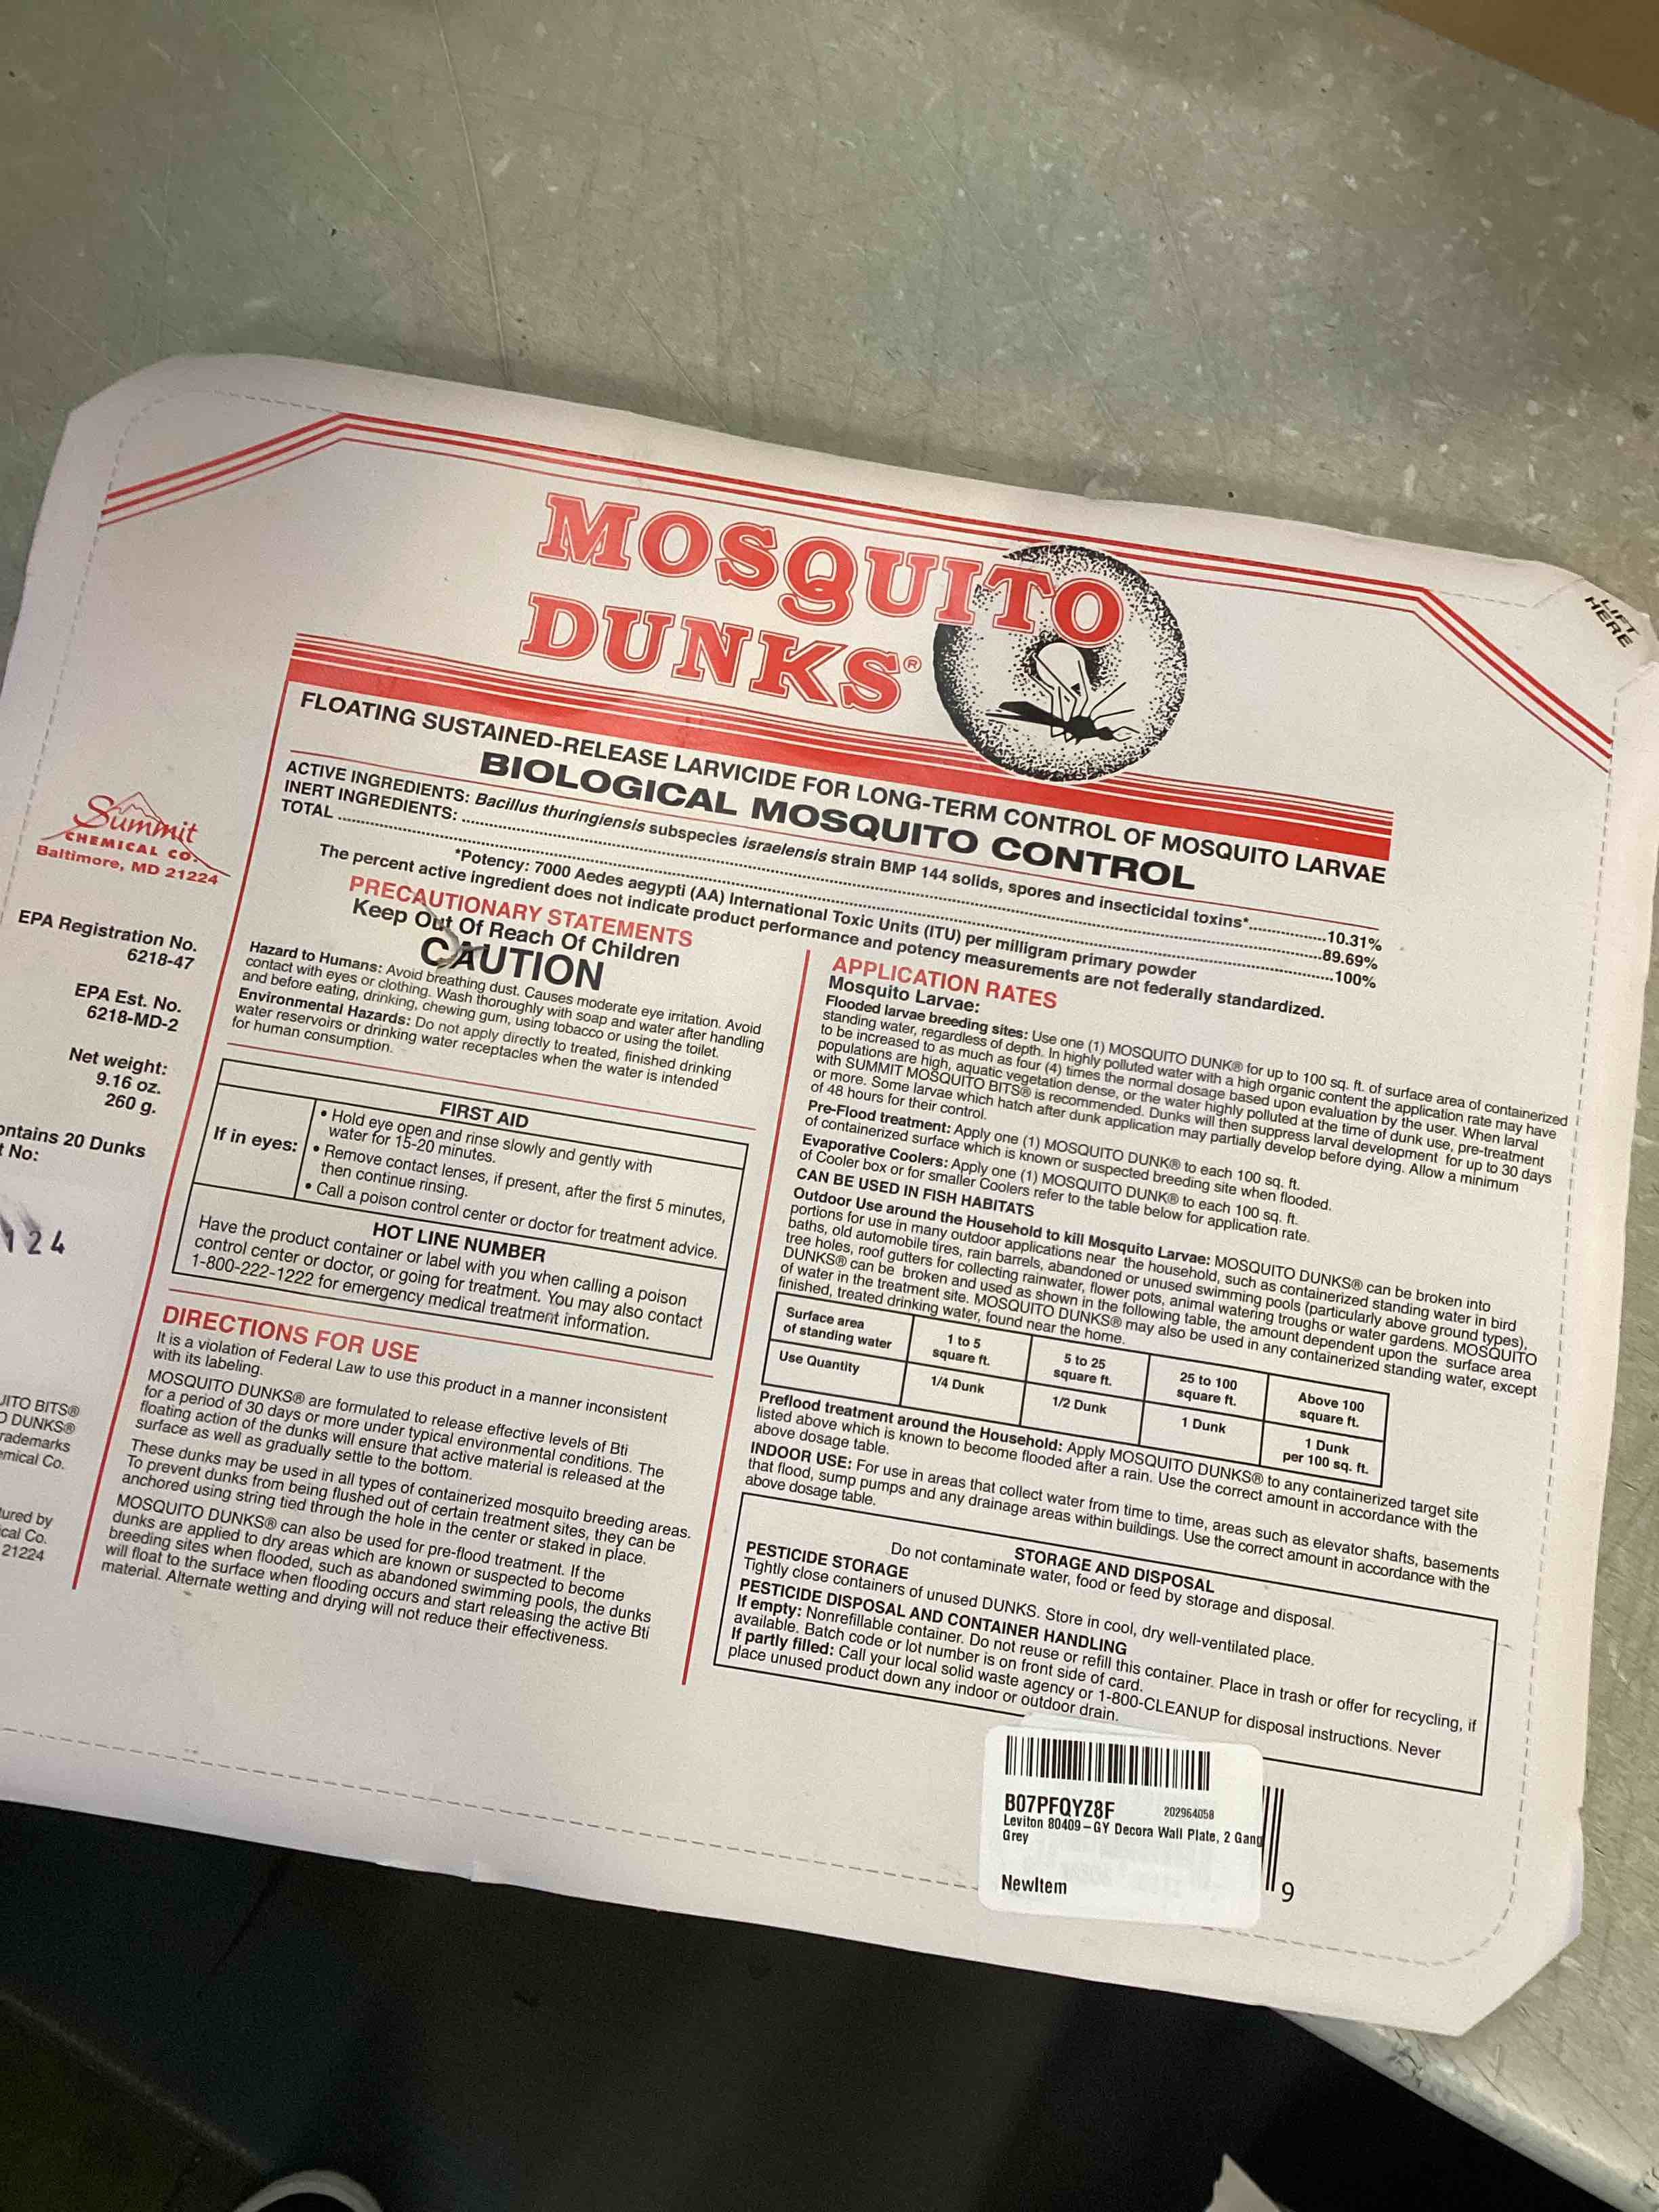 LIFT
HERE
MOSQUITO
DUNKS®
FLOATING SUSTAINED-RELEASE LARVICIDE FOR LONG-TERM CONTROL OF MOSQUITO LARVAE
BIOLOGICAL MOSQUITO CONTROL
ACTIVE INGREDIENTS: Bacillus thuringiensis subspecies israelensis strain BMP 144 solids, spores and insecticidal toxins*...............10.31%
INERT INGREDIENTS: ...............89.69%
TOTAL ...............100%
*Potency: 7000 Aedes aegypti (AA) International Toxic Units (ITU) per milligram primary powder
The percent active ingredient does not indicate product performance and potency measurements are not federally standardized.
Summit
CHEMICAL CO.
Baltimore, MD 21224
EPA Registration No.
6218-47
EPA Est. No.
6218-MD-2
Net weight:
9.16 oz.
260 g.
ontains 20 Dunks
t No:
124
UITO BITS®
O DUNKS®
rademarks
emical Co.
tured by
cal Co.
21224
PRECAUTIONARY STATEMENTS
Keep Out Of Reach Of Children
CAUTION
Hazard to Humans: Avoid breathing dust. Causes moderate eye irritation. Avoid
contact with eyes or clothing. Wash thoroughly with soap and water after handling
and before eating, drinking, chewing gum, using tobacco or using the toilet.
Environmental Hazards: Do not apply directly to treated, finished drinking
water reservoirs or drinking water receptacles when the water is intended
for human consumption.
FIRST AID
If in eyes:
• Hold eye open and rinse slowly and gently with
water for 15-20 minutes.
• Remove contact lenses, if present, after the first 5 minutes,
then continue rinsing.
• Call a poison control center or doctor for treatment advice.
HOT LINE NUMBER
Have the product container or label with you when calling a poison
control center or doctor, or going for treatment. You may also contact
1-800-222-1222 for emergency medical treatment information.
DIRECTIONS FOR USE
It is a violation of Federal Law to use this product in a manner inconsistent
with its labeling.
MOSQUITO DUNKS® are formulated to release effective levels of Bti
for a period of 30 days or more under typical environmental conditions. The
floating action of the dunks will ensure that active material is released at the
surface as well as gradually settle to the bottom.
These dunks may be used in all types of containerized mosquito breeding areas.
To prevent dunks from being flushed out of certain treatment sites, they can be
anchored using string tied through the hole in the center or staked in place.
MOSQUITO DUNKS® can also be used for pre-flood treatment. If the
dunks are applied to dry areas which are known or suspected to become
breeding sites when flooded, such as abandoned swimming pools, the dunks
will float to the surface when flooding occurs and start releasing the active Bti
material. Alternate wetting and drying will not reduce their effectiveness.
APPLICATION RATES
Mosquito Larvae:
Flooded larvae breeding sites: Use one (1) MOSQUITO DUNK® for up to 100 sq. ft. of surface area of containerized
standing water, regardless of depth. In highly polluted water with a high organic content the application rate may have
to be increased to as much as four (4) times the normal dosage based upon evaluation by the user. When larval
populations are high, aquatic vegetation dense, or the water highly polluted at the time of dunk use, pre-treatment
with SUMMIT MOSQUITO BITS® is recommended. Dunks will then suppress larval development for up to 30 days
or more. Some larvae which hatch after dunk application may partially develop before dying. Allow a minimum
of 48 hours for their control.
Pre-Flood treatment: Apply one (1) MOSQUITO DUNK® to each 100 sq. ft.
of containerized surface which is known or suspected breeding site when flooded.
Evaporative Coolers: Apply one (1) MOSQUITO DUNK® to each 100 sq. ft.
of Cooler box or for smaller Coolers refer to the table below for application rate.
CAN BE USED IN FISH HABITATS
Outdoor Use around the Household to kill Mosquito Larvae: MOSQUITO DUNKS® can be broken into
portions for use in many outdoor applications near the household, such as containerized standing water in bird
baths, old automobile tires, rain barrels, abandoned or unused swimming pools (particularly above ground types),
tree holes, roof gutters for collecting rainwater, flower pots, animal watering troughs or water gardens. MOSQUITO
DUNKS® can be broken and used as shown in the following table, the amount dependent upon the surface area
of water in the treatment site. MOSQUITO DUNKS® may also be used in any containerized standing water, except
finished, treated drinking water, found near the home.
Surface area
of standing water
1 to 5
square ft.
5 to 25
square ft.
25 to 100
square ft.
Above 100
square ft.
Use Quantity
1/4 Dunk
1/2 Dunk
1 Dunk
1 Dunk
per 100 sq. ft.
Preflood treatment around the Household: Apply MOSQUITO DUNKS® to any containerized target site
listed above which is known to become flooded after a rain. Use the correct amount in accordance with the
above dosage table.
INDOOR USE: For use in areas that collect water from time to time, areas such as elevator shafts, basements
that flood, sump pumps and any drainage areas within buildings. Use the correct amount in accordance with the
above dosage table.
STORAGE AND DISPOSAL
Do not contaminate water, food or feed by storage and disposal.
PESTICIDE STORAGE
Tightly close containers of unused DUNKS. Store in cool, dry well-ventilated place.
PESTICIDE DISPOSAL AND CONTAINER HANDLING
If empty: Nonrefillable container. Do not reuse or refill this container. Place in trash or offer for recycling, if
available. Batch code or lot number is on front side of card.
If partly filled: Call your local solid waste agency or 1-800-CLEANUP for disposal instructions. Never
place unused product down any indoor or outdoor drain.
B07PFQYZ8F 202964058
Leviton 80409-GY Decora Wall Plate, 2 Gang
Grey
NewItem
9